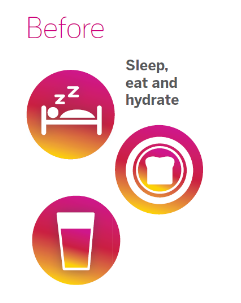 Before
Sleep,
eat and
hydrate
z z